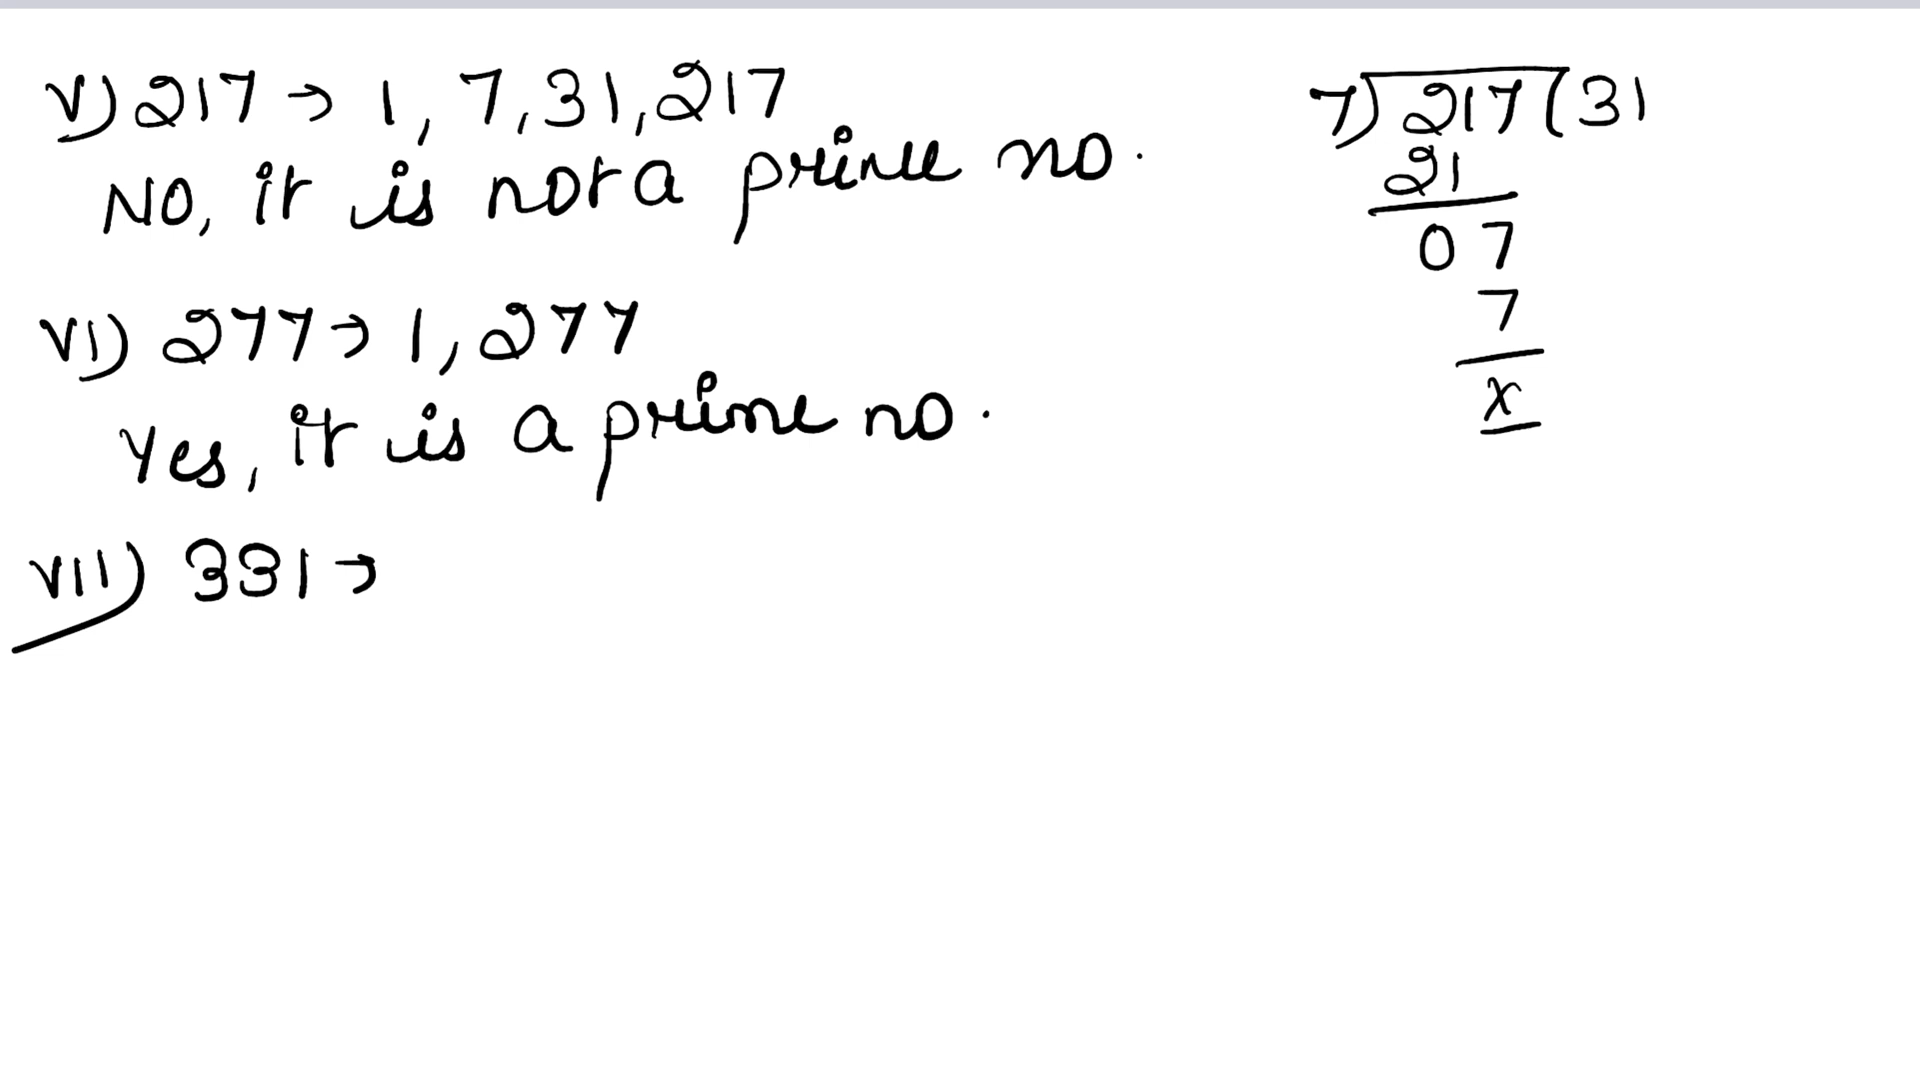 V) 217 → 1, 7, 31, 217
NO, it is not a prime no.
VI) 277 → 1, 277
Yes, it is a prime no.
VII) 331 →
7) 217 ( 31
21
07
7
x